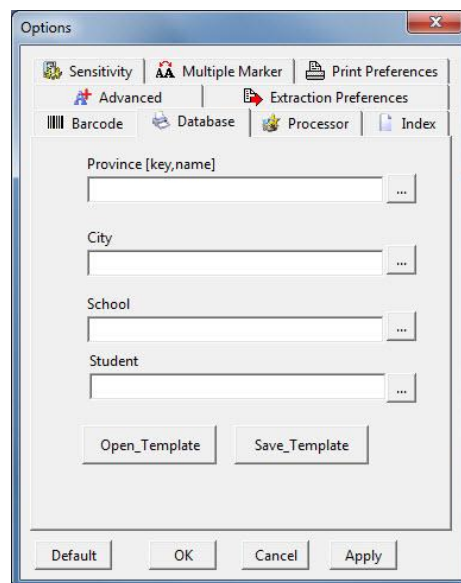 Options
Sensitivity Multiple Marker Print Preferences
Advanced Extraction Preferences
Barcode Database Processor Index
Province [key,name]
...
City
...
School
...
Student
...
Open_Template Save_Template
Default OK Cancel Apply